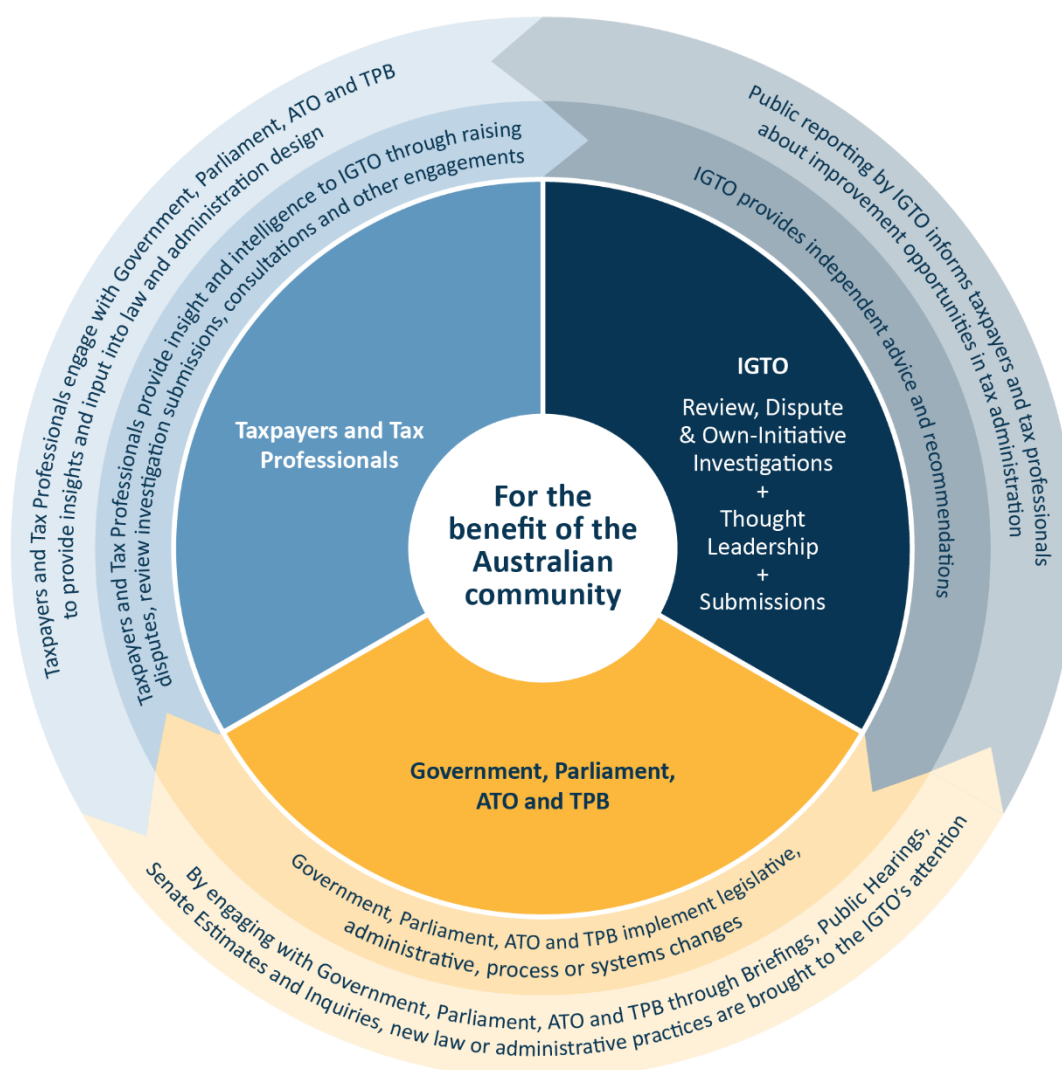 Taxpayers and Tax Professionals engage with Government, Parliament, ATO and TPB
to provide insights and input into law and administration design
Taxpayers and Tax Professionals provide insight and intelligence to IGTO through raising
disputes, review investigation submissions, consultations and other engagements
Public reporting by IGTO informs taxpayers and tax professionals
about improvement opportunities in tax administration
IGTO provides independent advice and recommendations
Taxpayers and Tax
Professionals
IGTO
Review, Dispute
& Own-Initiative
Investigations
+
Thought
Leadership
+
Submissions
For the
benefit of the
Australian
community
Government, Parliament,
ATO and TPB
Government, Parliament, ATO and TPB implement legislative,
administrative, process or systems changes
By engaging with Government, Parliament, ATO and TPB through Briefings, Public Hearings,
Senate Estimates and Inquiries, new law or administrative practices are brought to the IGTO's attention